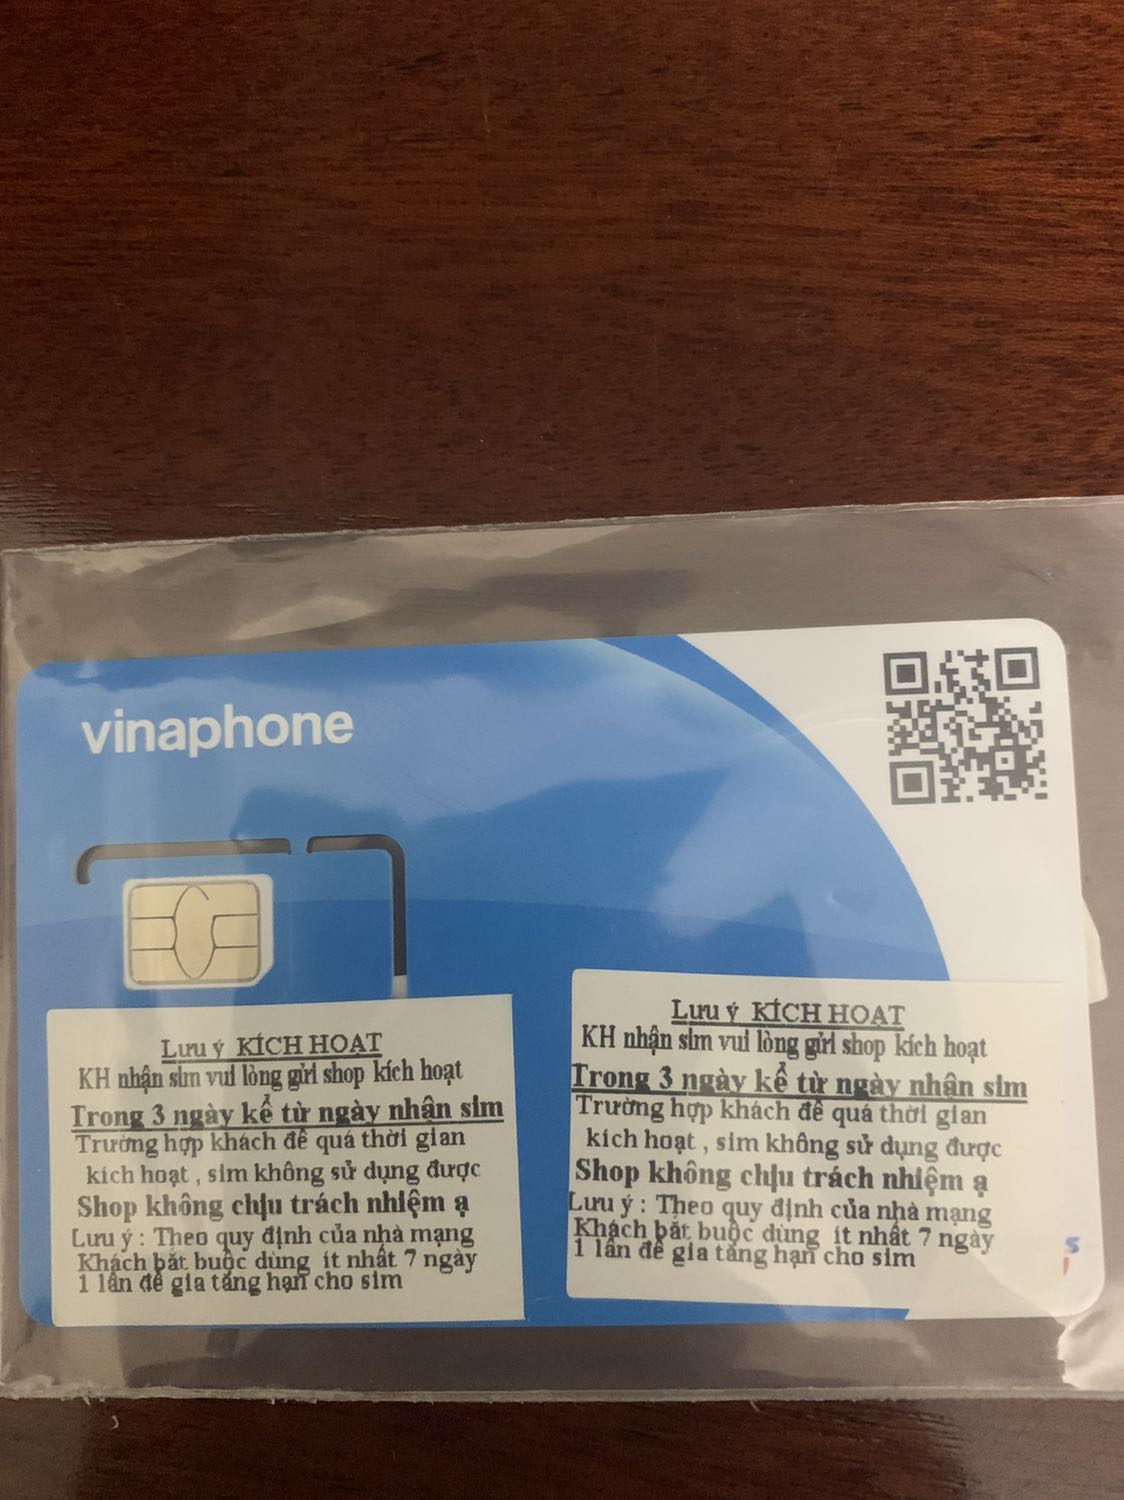 vinaphone
Lưu ý KÍCH HOẠT
KH nhận sim vui lòng gửi shop kích hoạt
Trong 3 ngày kể từ ngày nhận sim
Trường hợp khách để quá thời gian
kích hoạt , sim không sử dụng được
Shop không chịu trách nhiệm ạ
Lưu ý : Theo quy định của nhà mạng
Khách bắt buộc dùng ít nhất 7 ngày
1 lần để gia tăng hạn cho sim
Lưu ý KÍCH HOẠT
KH nhận sim vui lòng gửi shop kích hoạt
Trong 3 ngày kể từ ngày nhận sim
Trường hợp khách để quá thời gian
kích hoạt , sim không sử dụng được
Shop không chịu trách nhiệm ạ
Lưu ý : Theo quy định của nhà mạng
Khách bắt buộc dùng ít nhất 7 ngày
1 lần để gia tăng hạn cho sim
S